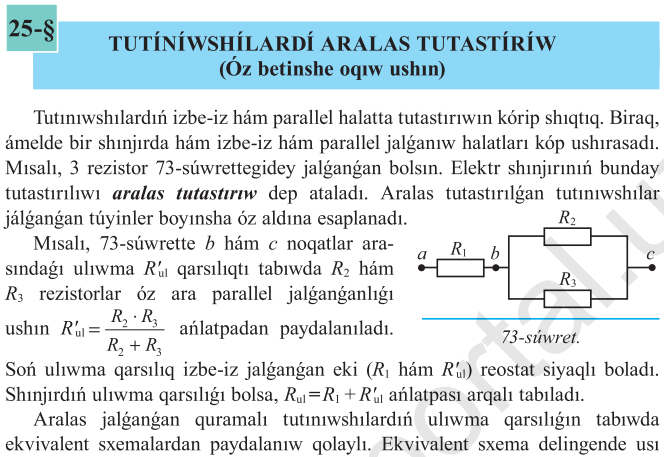 25-§
TUTÍNÍWSHÍLARDÍ ARALAS TUTASTÍRÍW
(Óz betinshe oqıw ushın)
Tutınıwshılardıń izbe-iz hám parallel halatta tutastırıwın kórip shıqtıq. Biraq,
ámelde bir shınjırda hám izbe-iz hám parallel jalǵanıw halatları kóp ushırasadı.
Mısalı, 3 rezistor 73-súwrettegidey jalǵanǵan bolsın. Elektr shınjırınıń bunday
tutastırılıwı aralas tutastırıw dep ataladı. Aralas tutastırılǵan tutınıwshılar
jálǵanǵan túyinler boyınsha óz aldına esaplanadı.
Mısalı, 73-súwrette b hám c noqatlar ara-
sındaǵı ulıwma R′ul qarsılıqtı tabıwda R2 hám
R3 rezistorlar óz ara parallel jalǵanǵanlıǵı
ushın R′ul = R2 · R3 / R2 + R3 ańlatpadan paydalanıladı.
a R1 b R2 R3 c
73-súwret.
Soń ulıwma qarsılıq izbe-iz jalǵanǵan eki (R1 hám R′ul) reostat siyaqlı boladı.
Shınjırdıń ulıwma qarsılıǵı bolsa, Rul = R1 + R′ul ańlatpası arqalı tabıladı.
Aralas jalǵanǵan quramalı tutınıwshılardıń ulıwma qarsılıǵın tabıwda
ekvivalent sxemalardan paydalanıw qolaylı. Ekvivalent sxema delingende usı